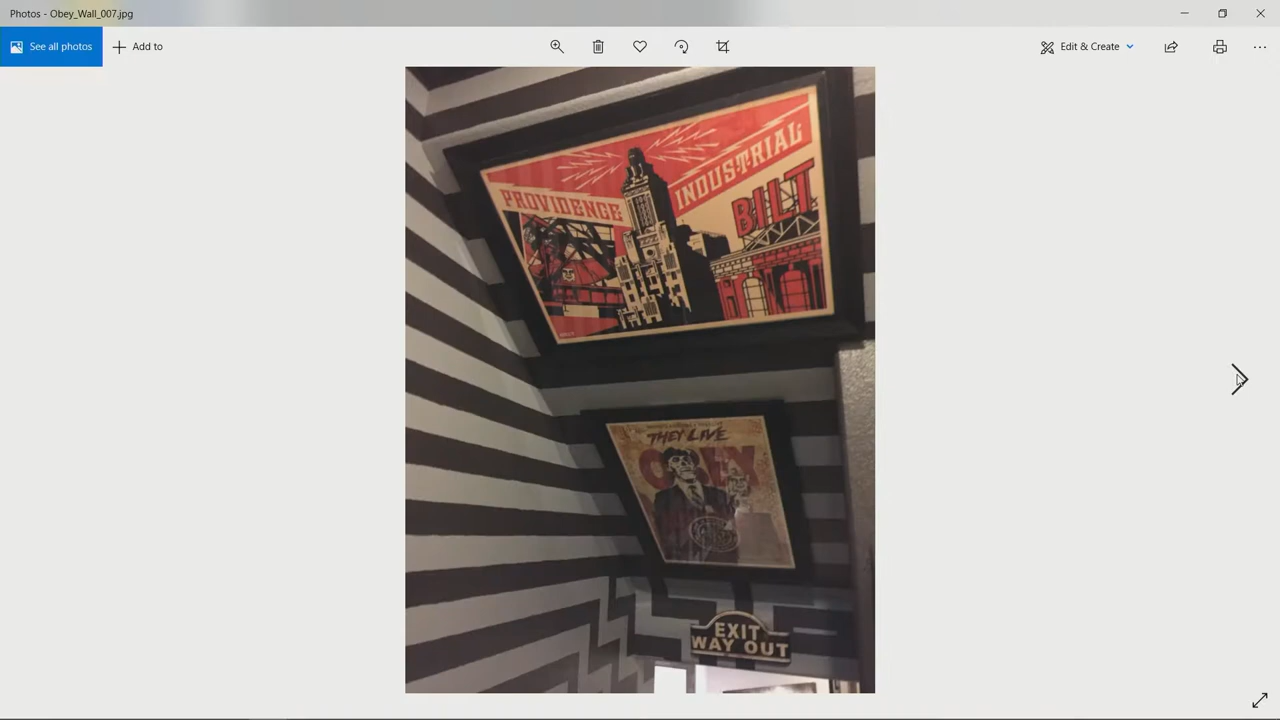 Photos - Obey_Wall_007.jpg
See all photos
Add to
Edit & Create
PROVIDENCE INDUSTRIAL
BILT
THEY LIVE
OBEY
EXIT
WAY OUT